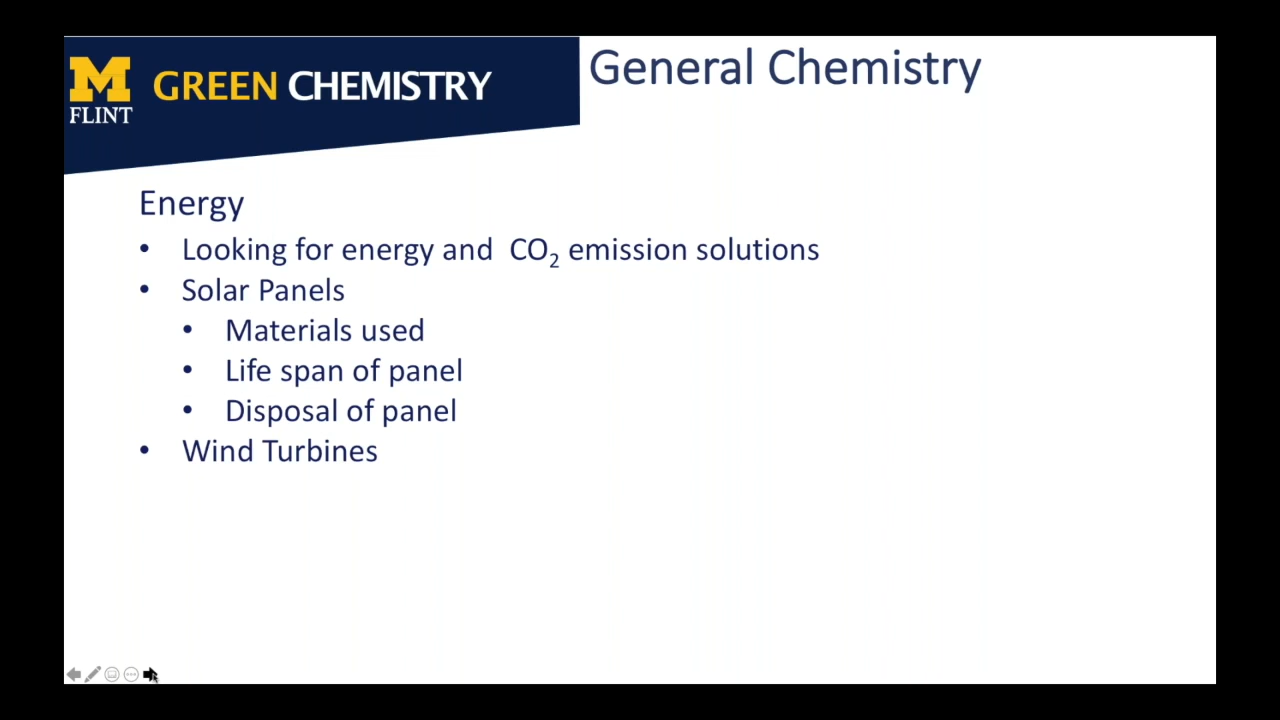 M
FLINT
GREEN CHEMISTRY
General Chemistry
Energy
• Looking for energy and CO₂ emission solutions
• Solar Panels
• Materials used
• Life span of panel
• Disposal of panel
• Wind Turbines